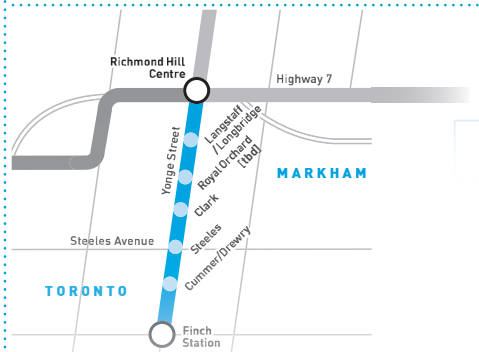 Richmond Hill
Centre
Highway 7
Langstaff
/Longbridge
Yonge Street
Royal Orchard
[tbd]
MARKHAM
Clark
Steeles Avenue
Steeles
Cummer/Drewry
TORONTO
Finch
Station